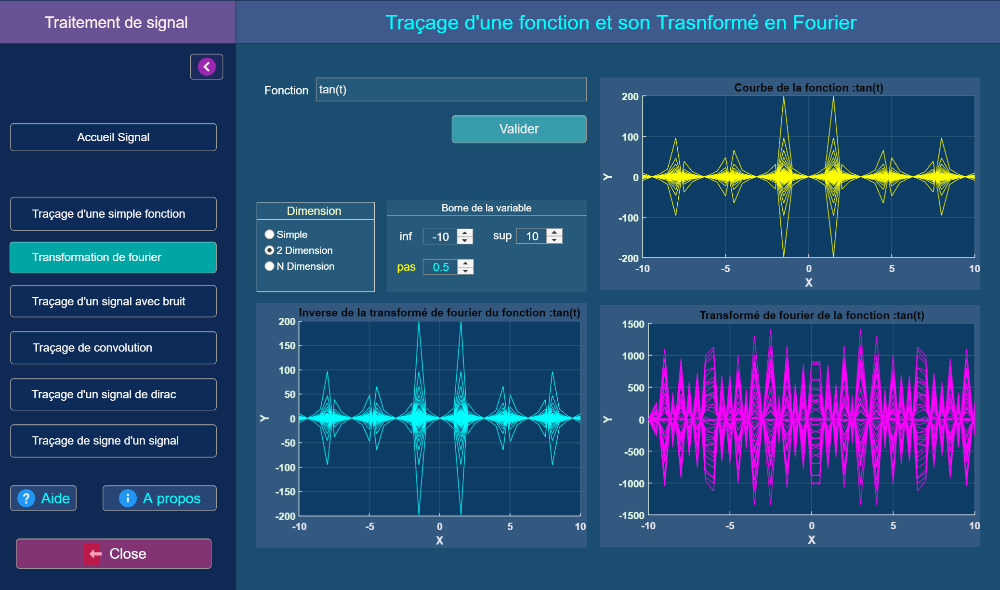 Traitement de signal
Traçage d'une fonction et son Trasnformé en Fourier
Accueil Signal
Traçage d'une simple fonction
Transformation de fourier
Traçage d'un signal avec bruit
Traçage de convolution
Traçage d'un signal de dirac
Traçage de signe d'un signal
? Aide
i A propos
Close
Fonction tan(t)
Valider
Dimension
Simple
2 Dimension
N Dimension
Borne de la variable
inf -10 sup 10
pas 0.5
Courbe de la fonction :tan(t)
200
100
0
-100
-200
Y
-10 -5 0 5 10
X
Inverse de la transformé de fourier du fonction :tan(t)
200
150
100
50
0
-50
-100
-150
-200
Y
-10 -5 0 5 10
X
Transformé de fourier de la fonction :tan(t)
1500
1000
500
0
-500
-1000
-1500
Y
-10 -5 0 5 10
X